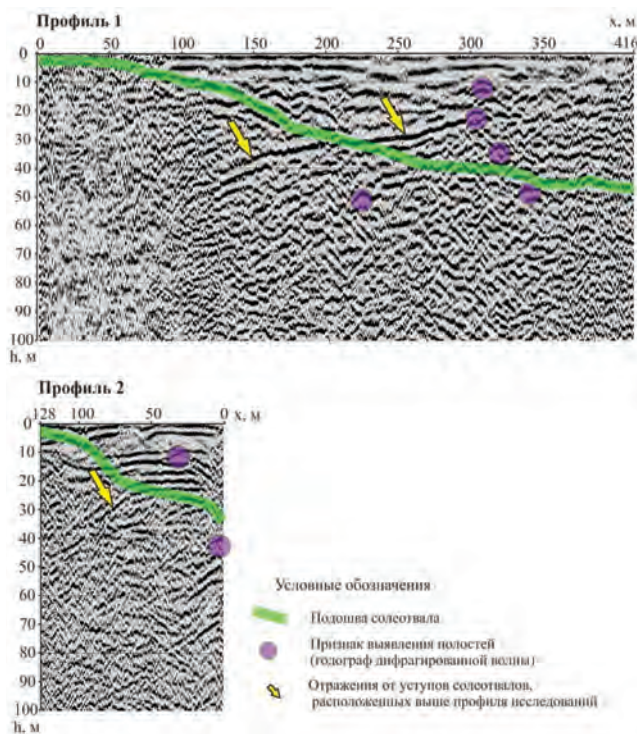 Профиль 1
x, м
0 50 100 150 200 250 300 350 416
0
10
20
30
40
50
60
70
80
90
100
h, м
Профиль 2
128 100 50 0 x, м
0
10
20
30
40
50
60
70
80
90
100
h, м
Условные обозначения
Подошва солеотвала
Признак выявления полостей
(годограф дифрагированной волны)
Отражения от уступов солеотвалов,
расположенных выше профиля исследований